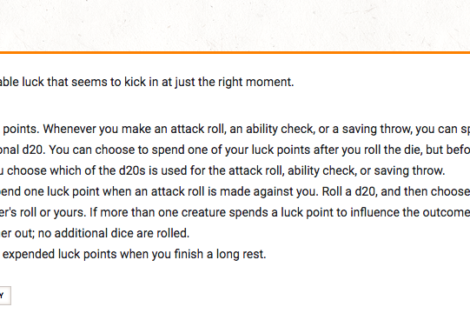 able luck that seems to kick in at just the right moment.
points. Whenever you make an attack roll, an ability check, or a saving throw, you can sp
onal d20. You can choose to spend one of your luck points after you roll the die, but befo
u choose which of the d20s is used for the attack roll, ability check, or saving throw.
end one luck point when an attack roll is made against you. Roll a d20, and then choose
er's roll or yours. If more than one creature spends a luck point to influence the outcome
er out; no additional dice are rolled.
expended luck points when you finish a long rest.
Y